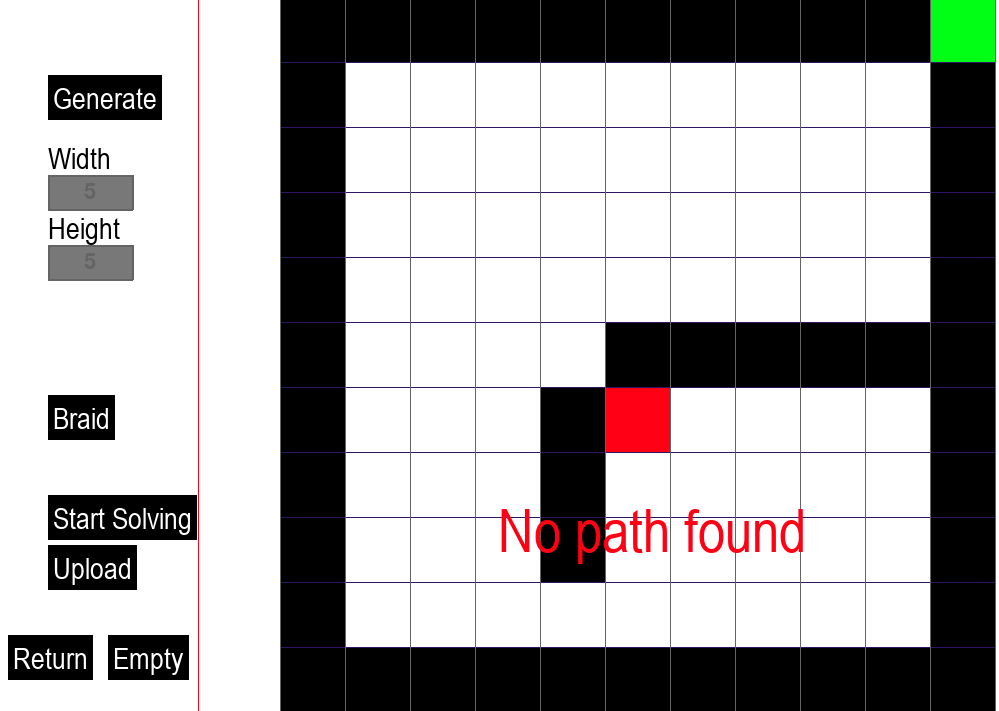 Generate
Width
5
Height
5
Braid
Start Solving
No path found
Upload
Return
Empty